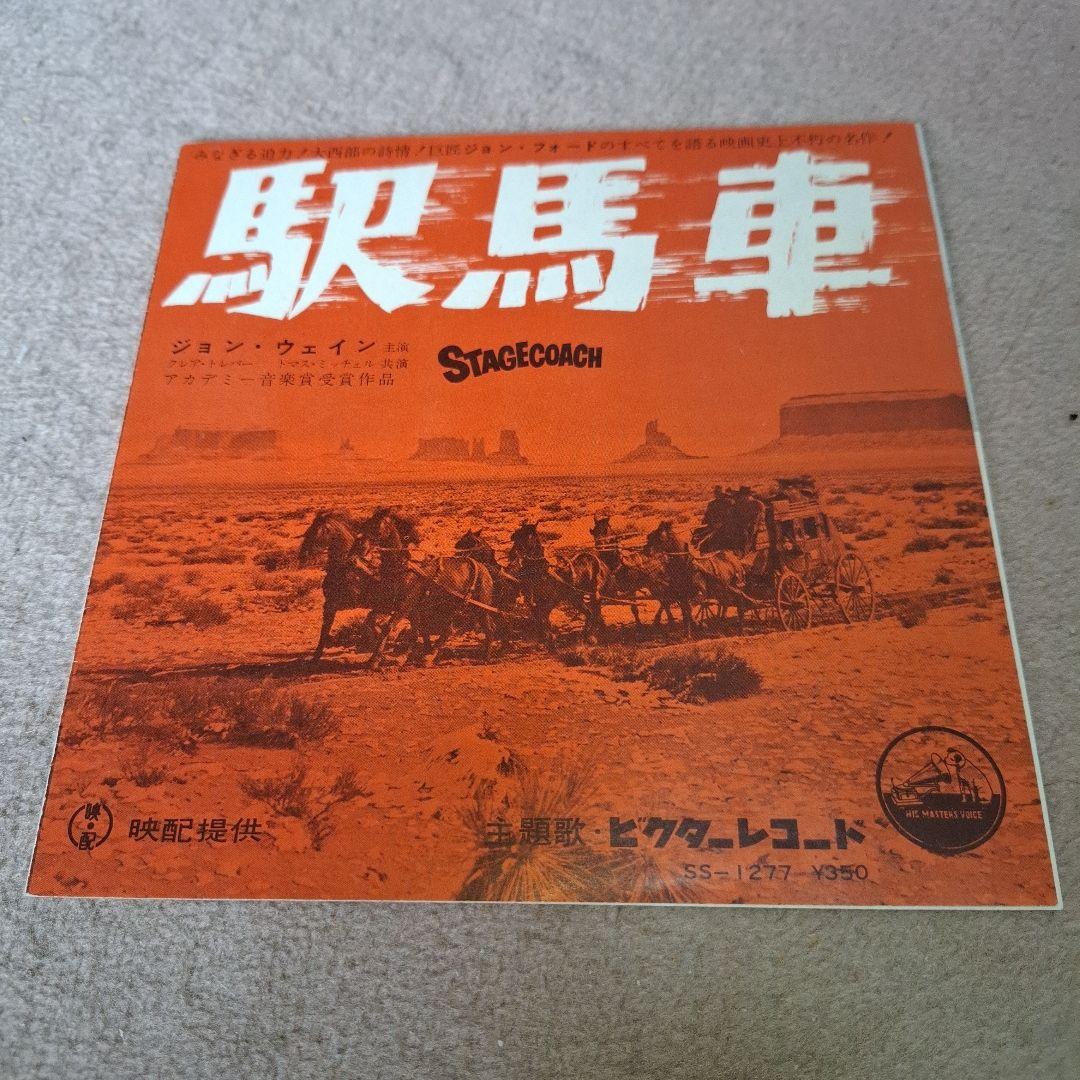 みなぎる迫力！大西部の詩情！巨匠ジョン・フォードのすべてを語る映画史上不朽の名作！
駅馬車
ジョン・ウェイン 主演
クレア・トレバー トマス・ミッチェル 共演
アカデミー音楽賞受賞作品
STAGECOACH
映・配
映配提供
主題歌・ビクターレコード
SS-1277 ¥350
HIS MASTERS VOICE